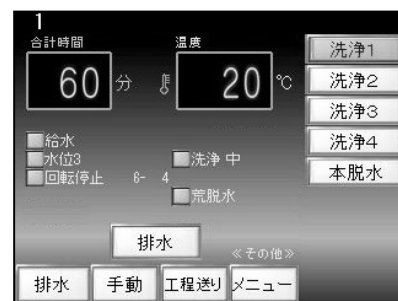 1
合計時間 温度 洗浄1
60 分 20 ℃ 洗浄2
洗浄3
給水 洗浄4
水位3 洗浄 中 本脱水
回転停止 8- 4
荒脱水
排水
≪その他≫
排水 手動 工程送り メニュー